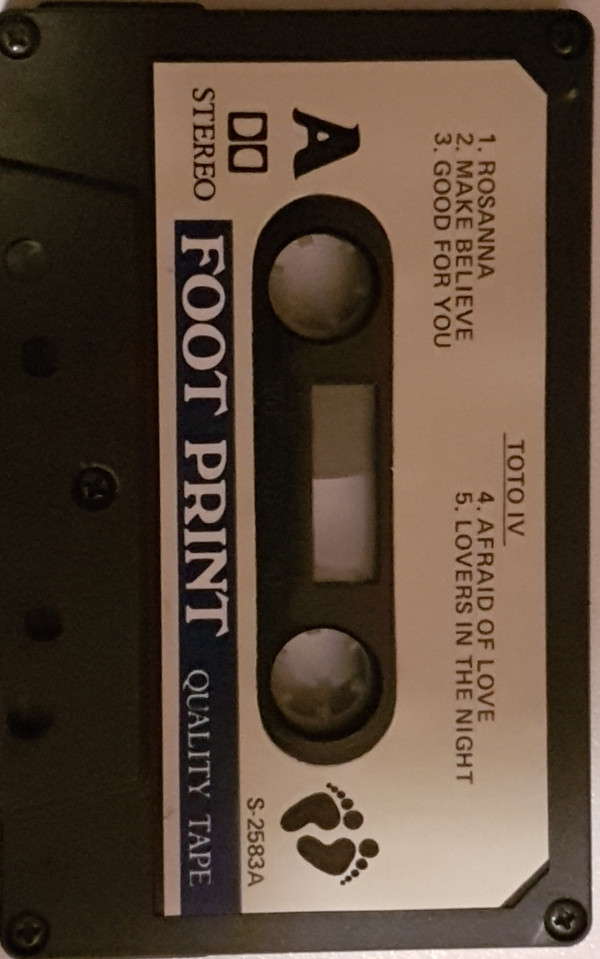 TOTO IV
1. ROSANNA
2. MAKE BELIEVE
3. GOOD FOR YOU
4. AFRAID OF LOVE
5. LOVERS IN THE NIGHT
A
STEREO
S-2583A
FOOT PRINT QUALITY TAPE